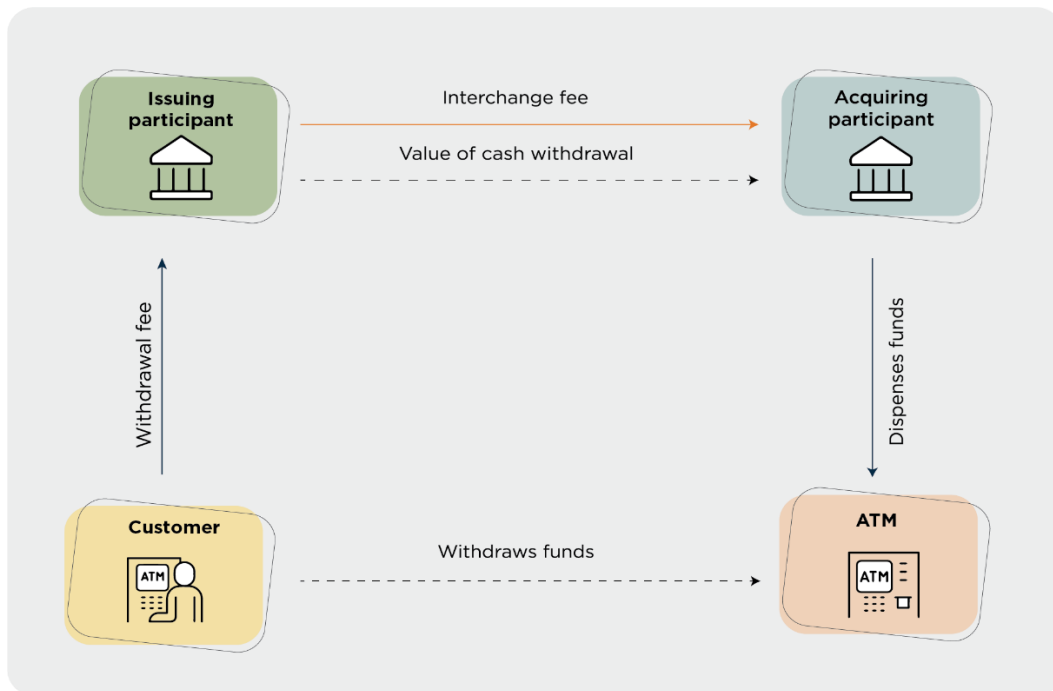 Issuing
participant
Interchange fee
Value of cash withdrawal
Acquiring
participant
Withdrawal fee
Dispenses funds
Customer
ATM
Withdraws funds
ATM
ATM